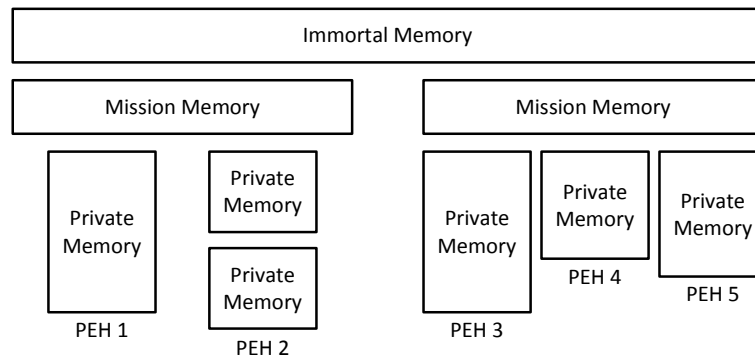 Immortal Memory
Mission Memory
Mission Memory
Private
Memory
PEH 1
Private
Memory
Private
Memory
PEH 2
Private
Memory
PEH 3
Private
Memory
PEH 4
Private
Memory
PEH 5